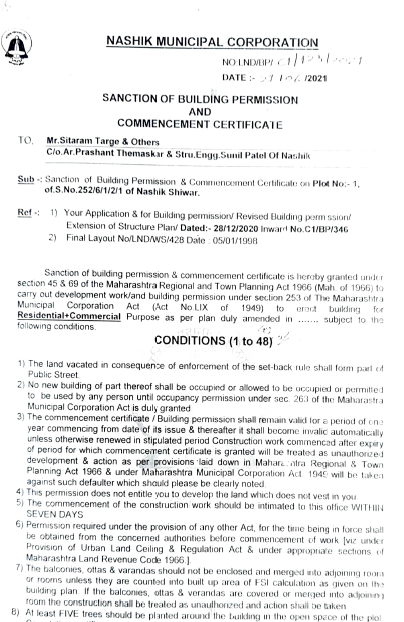 NASHIK MUNICIPAL CORPORATION
NO:LND/BP/ C1/123/2021
DATE :- /2021
SANCTION OF BUILDING PERMISSION
AND
COMMENCEMENT CERTIFICATE
TO, Mr.Sitaram Targe & Others
C/o.Ar.Prashant Themaskar & Stru.Engg.Sunil Patel Of Nashik
Sub -: Sanction of Building Permission & Commencement Certificate on Plot No:- 1,
of.S.No.252/6/1/2/1 of Nashik Shiwar.
Ref -: 1) Your Application & for Building permission/ Revised Building permission/
Extension of Structure Plan/ Dated:- 28/12/2020 Inward No.C1/BP/346
2) Final Layout No/LND/WS/428 Date : 05/01/1998
Sanction of building permission & commencement certificate is hereby granted under
section 45 & 69 of the Maharashtra Regional and Town Planning Act 1966 (Mah. of 1966) to
carry out development work/and building permission under section 253 of The Maharashtra
Municipal Corporation Act (Act No.LIX of 1949) to erect building for
Residential+Commercial Purpose as per plan duly amended in ....... subject to the
following conditions.
CONDITIONS (1 to 48)
1) The land vacated in consequence of enforcement of the set-back rule shall form part of
Public Street.
2) No new building of part thereof shall be occupied or allowed to be occupied or permitted
to be used by any person until occupancy permission under sec. 263 of the Maharashtra
Municipal Corporation Act is duly granted
3) The commencement certificate / Building permission shall remain valid for a period of one
year commencing from date of its issue & thereafter it shall become invalid automatically
unless otherwise renewed in stipulated period Construction work commenced after expiry
of period for which commencement certificate is granted will be treated as unauthorized
development & action as per provisions laid down in Maharashtra Regional & Town
Planning Act 1966 & under Maharashtra Municipal Corporation Act. 1949 will be taken
against such defaulter which should please be clearly noted.
4) This permission does not entitle you to develop the land which does not vest in you.
5) The commencement of the construction work should be intimated to this office WITHIN
SEVEN DAYS
6) Permission required under the provision of any other Act, for the time being in force shall
be obtained from the concerned authorities before commencement of work [viz under
Provision of Urban Land Ceiling & Regulation Act & under appropriate sections of
Maharashtra Land Revenue Code 1966.].
7) The balconies, ottas & varandas should not be enclosed and merged into adjoining room
or rooms unless they are counted into built up area of FSI calculation as given on the
building plan. If the balconies, ottas & verandas are covered or merged into adjoining
room the construction shall be treated as unauthorized and action shall be taken
8) At least FIVE trees should be planted around the building in the open space of the plot